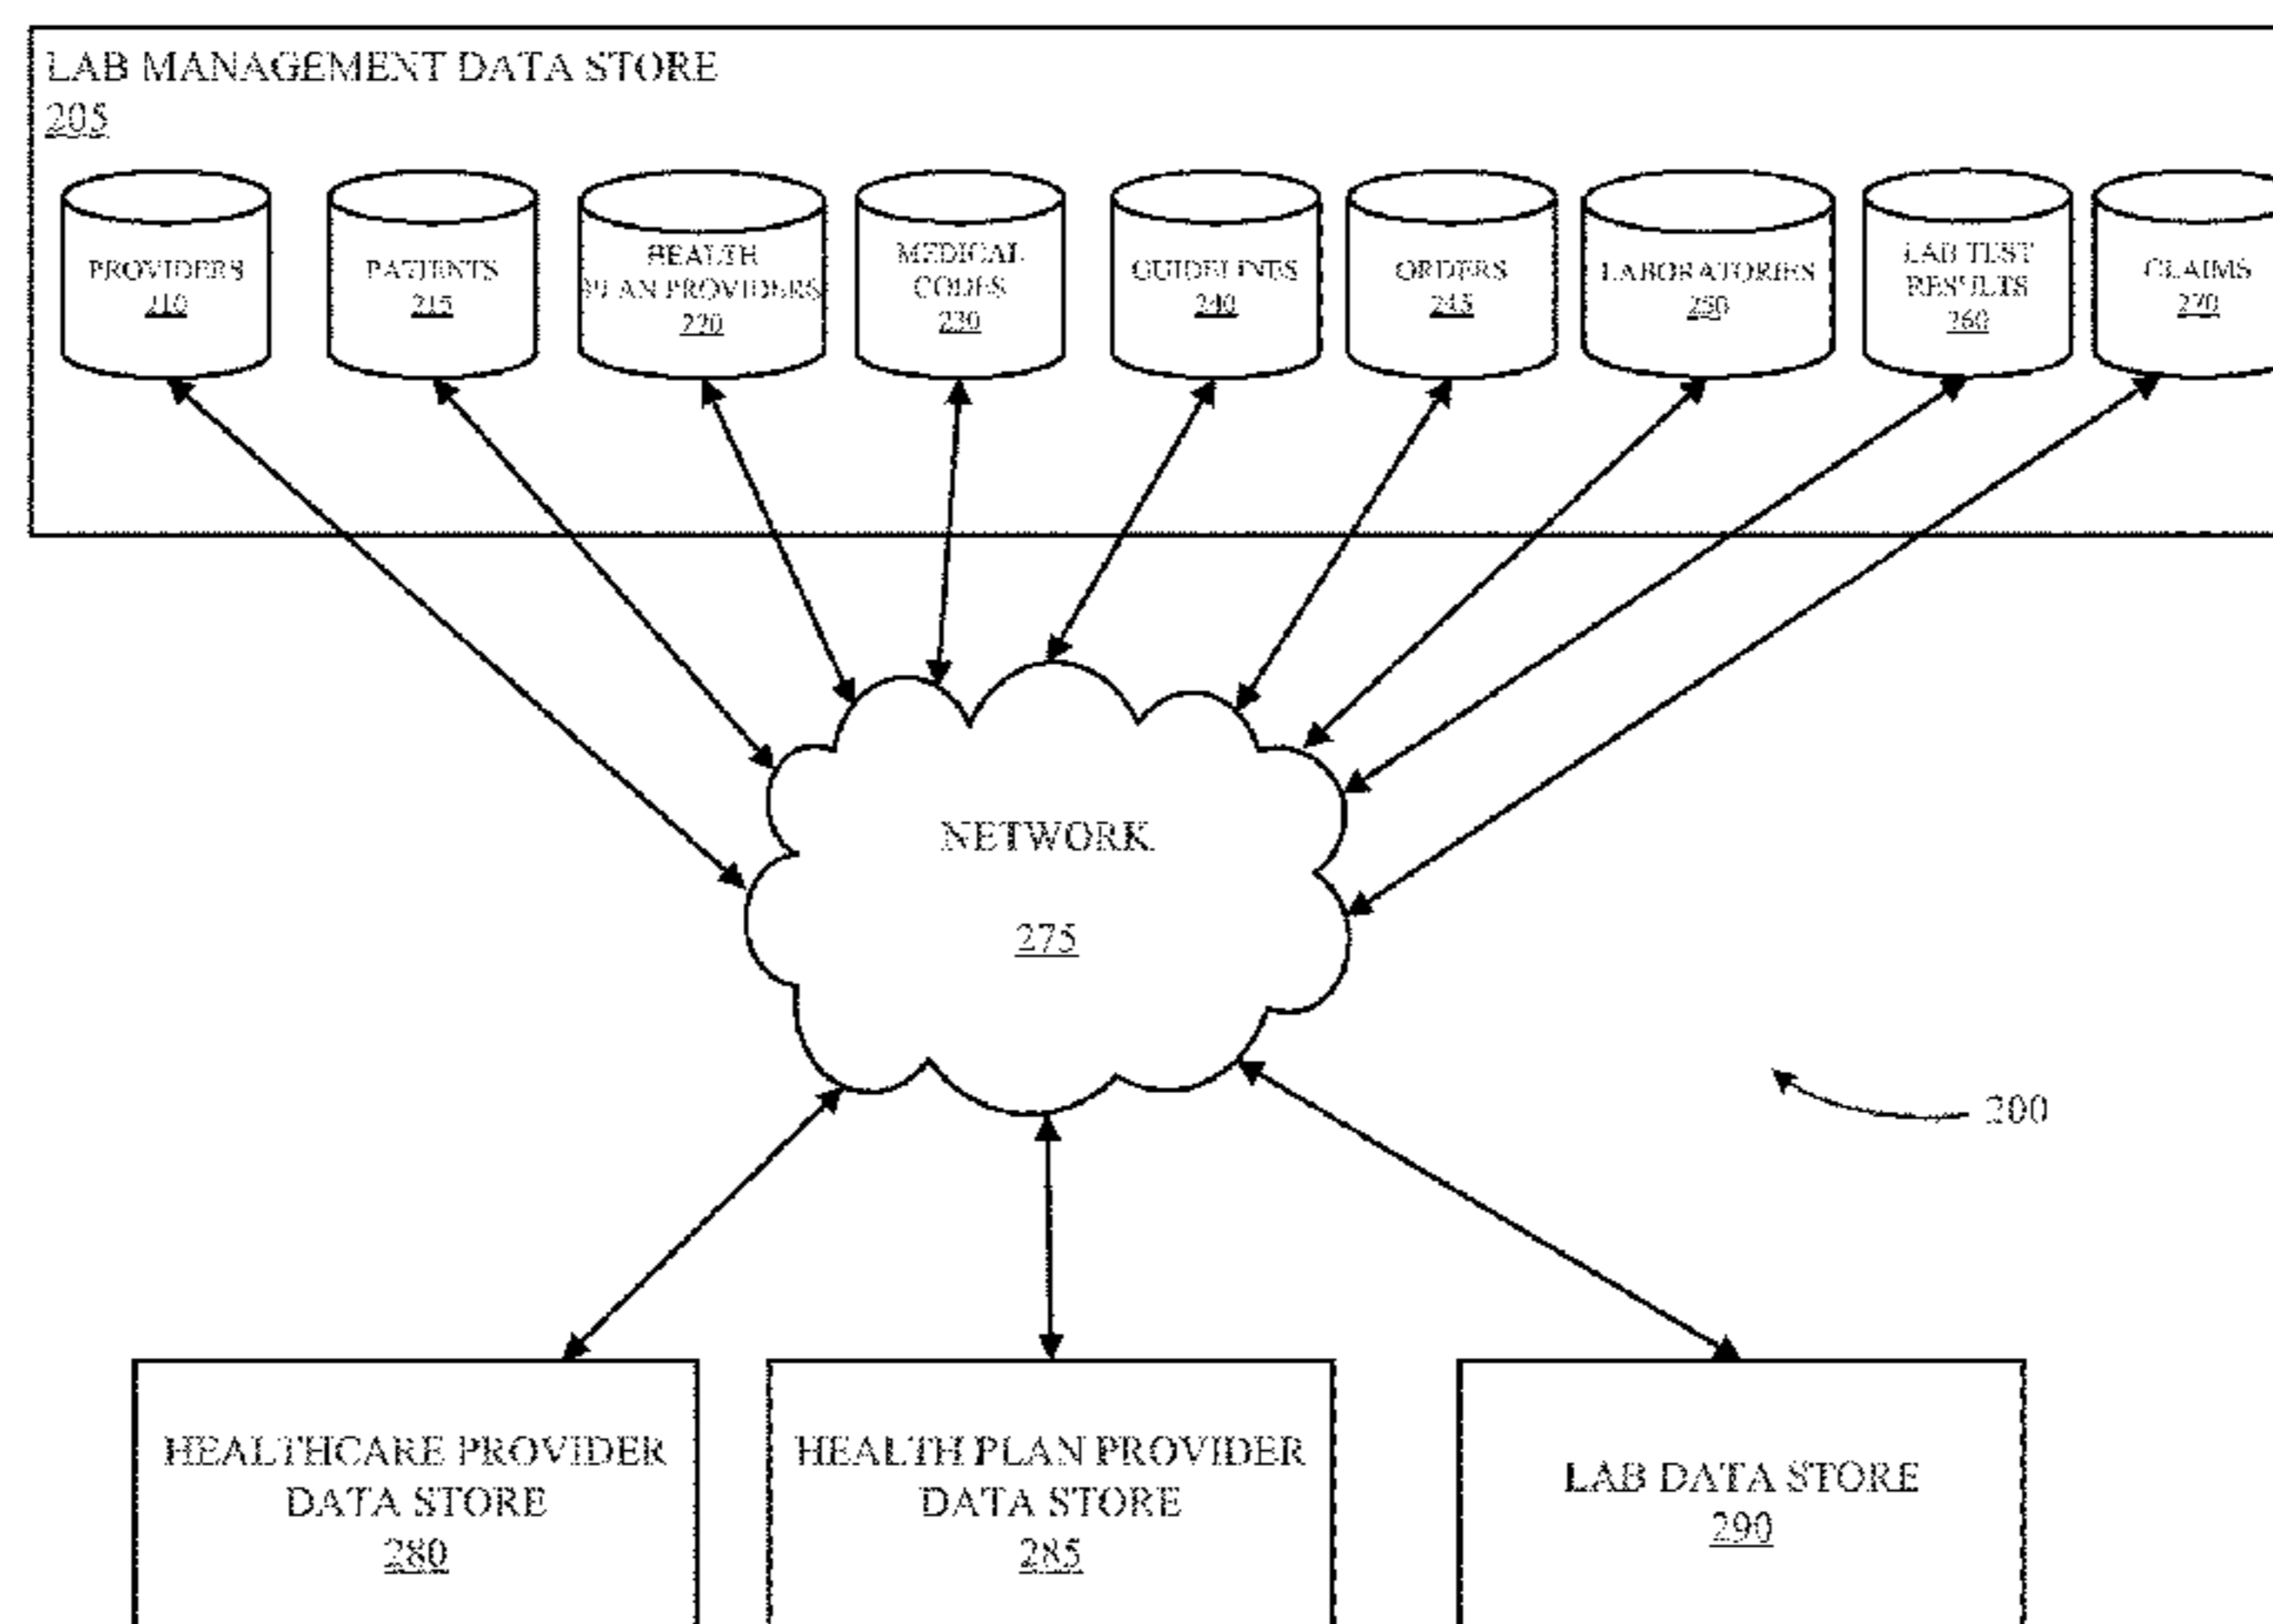 LAB MANAGEMENT DATA STORE
205
PROVIDERS
210
PATIENTS
215
HEALTH
PLAN PROVIDERS
220
MEDICAL
CODES
230
GUIDELINES
240
ORDERS
245
LABORATORIES
250
LAB TEST
RESULTS
260
CLAIMS
270
NETWORK
275
200
HEALTHCARE PROVIDER
DATA STORE
280
HEALTH PLAN PROVIDER
DATA STORE
285
LAB DATA STORE
290